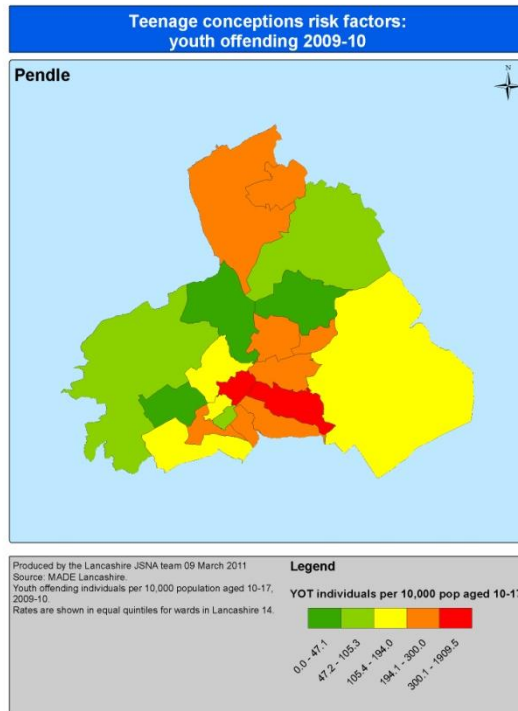 Teenage conceptions risk factors:
youth offending 2009-10
Pendle
N
Produced by the Lancashire JSNA team 09 March 2011
Source: MADE Lancashire.
Youth offending individuals per 10,000 population aged 10-17,
2009-10.
Rates are shown in equal quintiles for wards in Lancashire 14.
Legend
YOT individuals per 10,000 pop aged 10-17
0.0 - 47.1
47.2 - 105.3
105.4 - 194.0
194.1 - 300.0
300.1 - 1909.5